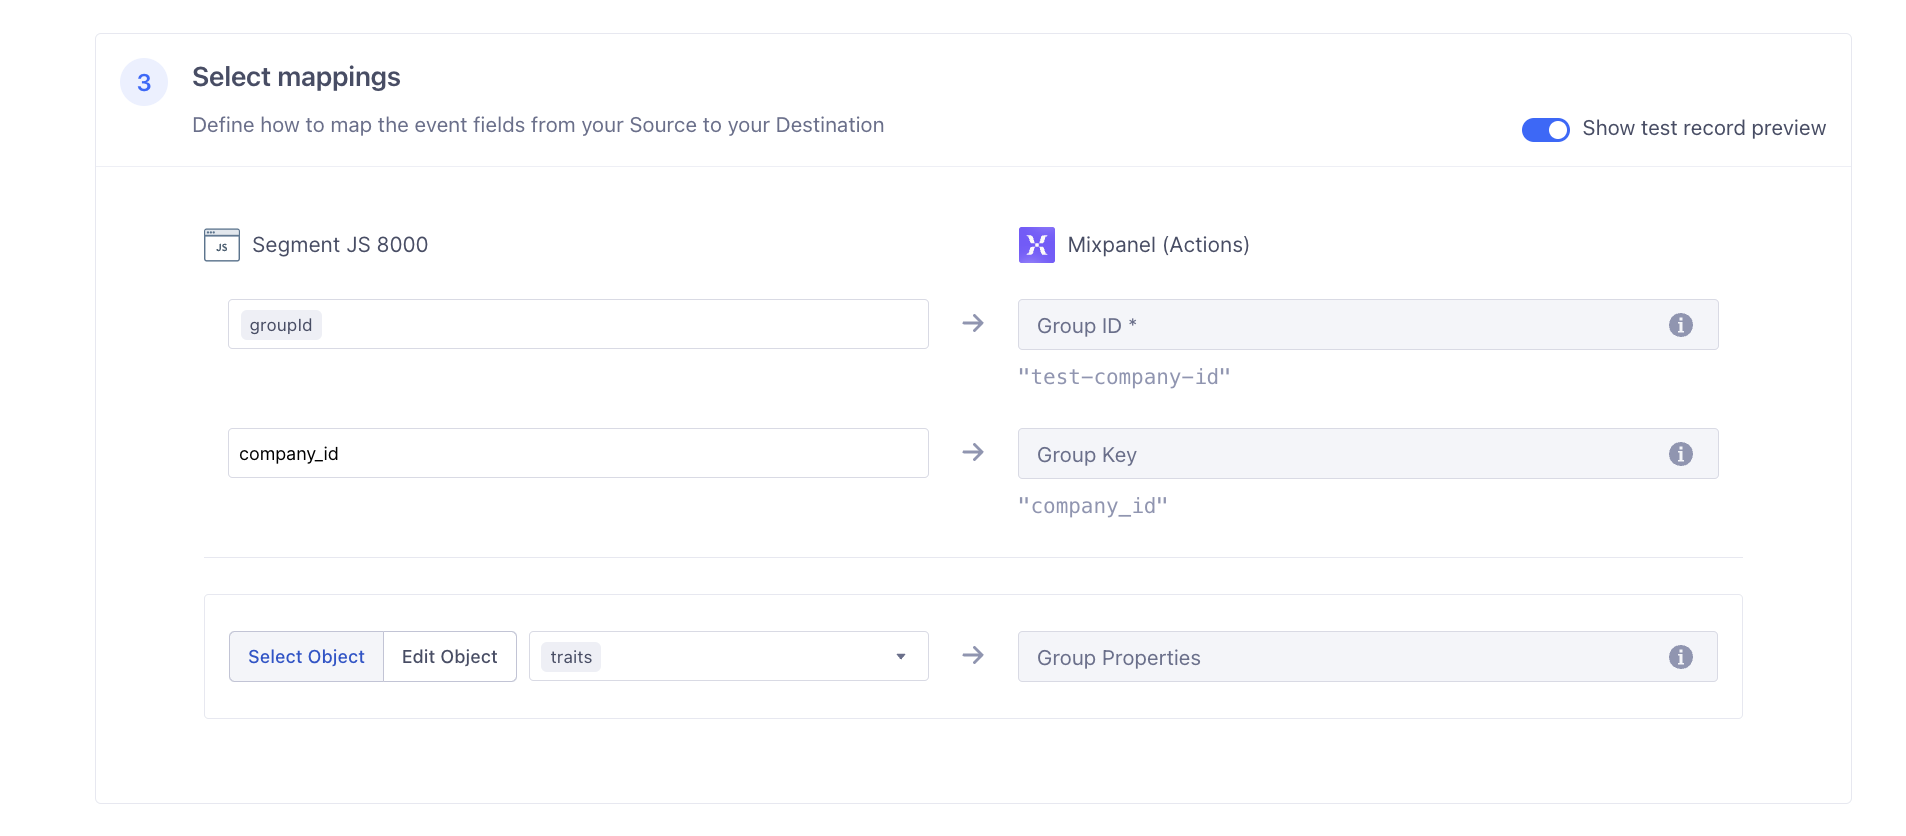 3
Select mappings
Define how to map the event fields from your Source to your Destination
Show test record preview
JS
Segment JS 8000
Mixpanel (Actions)
groupId
Group ID *
i
"test-company-id"
company_id
Group Key
i
"company_id"
Select Object
Edit Object
traits
Group Properties
i